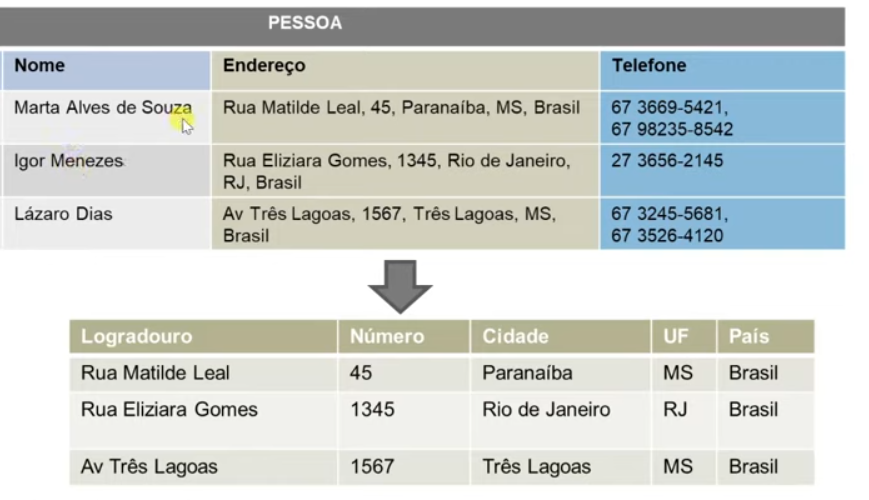 PESSOA
Nome Endereço Telefone
Marta Alves de Souza Rua Matilde Leal, 45, Paranaíba, MS, Brasil 67 3669-5421,
67 98235-8542
Igor Menezes Rua Eliziara Gomes, 1345, Rio de Janeiro, 27 3656-2145
RJ, Brasil
Lázaro Dias Av Três Lagoas, 1567, Três Lagoas, MS, 67 3245-5681,
Brasil 67 3526-4120
Logradouro Número Cidade UF País
Rua Matilde Leal 45 Paranaíba MS Brasil
Rua Eliziara Gomes 1345 Rio de Janeiro RJ Brasil
Av Três Lagoas 1567 Três Lagoas MS Brasil